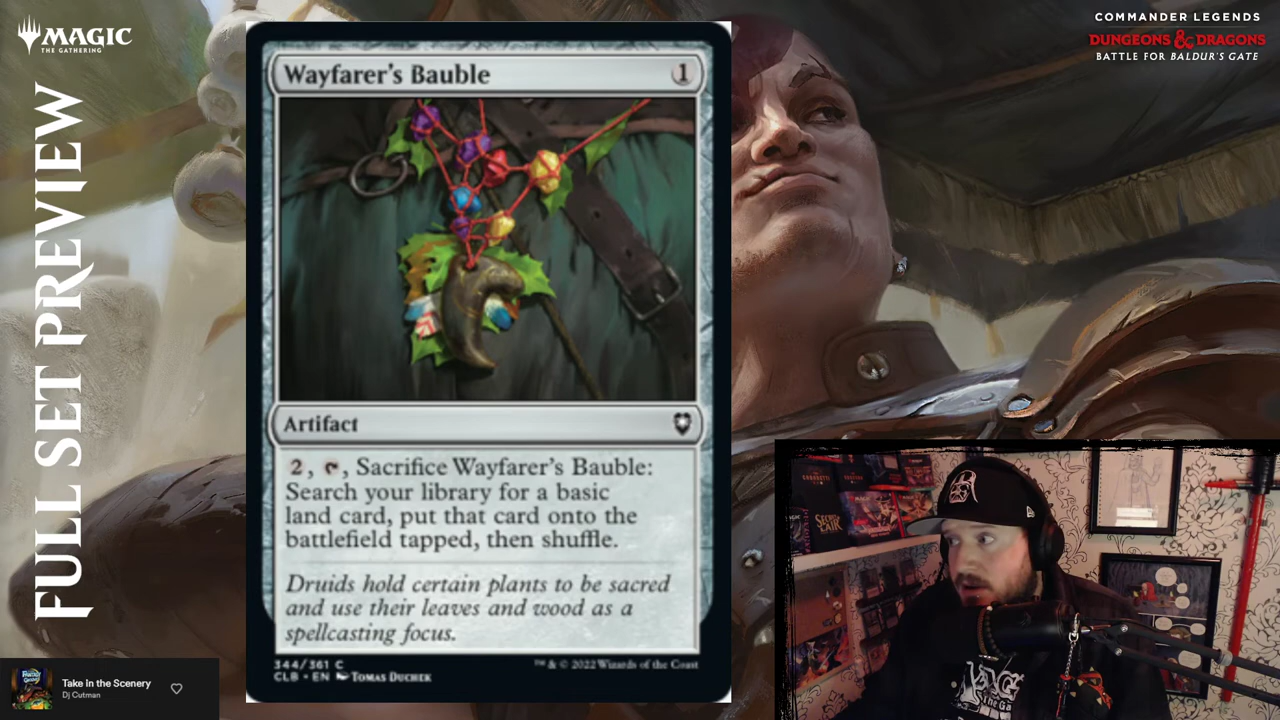 MAGIC
THE GATHERING
FULL SET PREVIEW
COMMANDER LEGENDS
DUNGEONS & DRAGONS
BATTLE FOR BALDUR'S GATE
Wayfarer's Bauble 1
Artifact
2, T, Sacrifice Wayfarer's Bauble:
Search your library for a basic
land card, put that card onto the
battlefield tapped, then shuffle.
Druids hold certain plants to be sacred
and use their leaves and wood as a
spellcasting focus.
344/361 C
CLB • EN TOMAS DUCHEK
™ & © 2022 Wizards of the Coast
Take in the Scenery
Dj Cutman
SECRET
LAIR